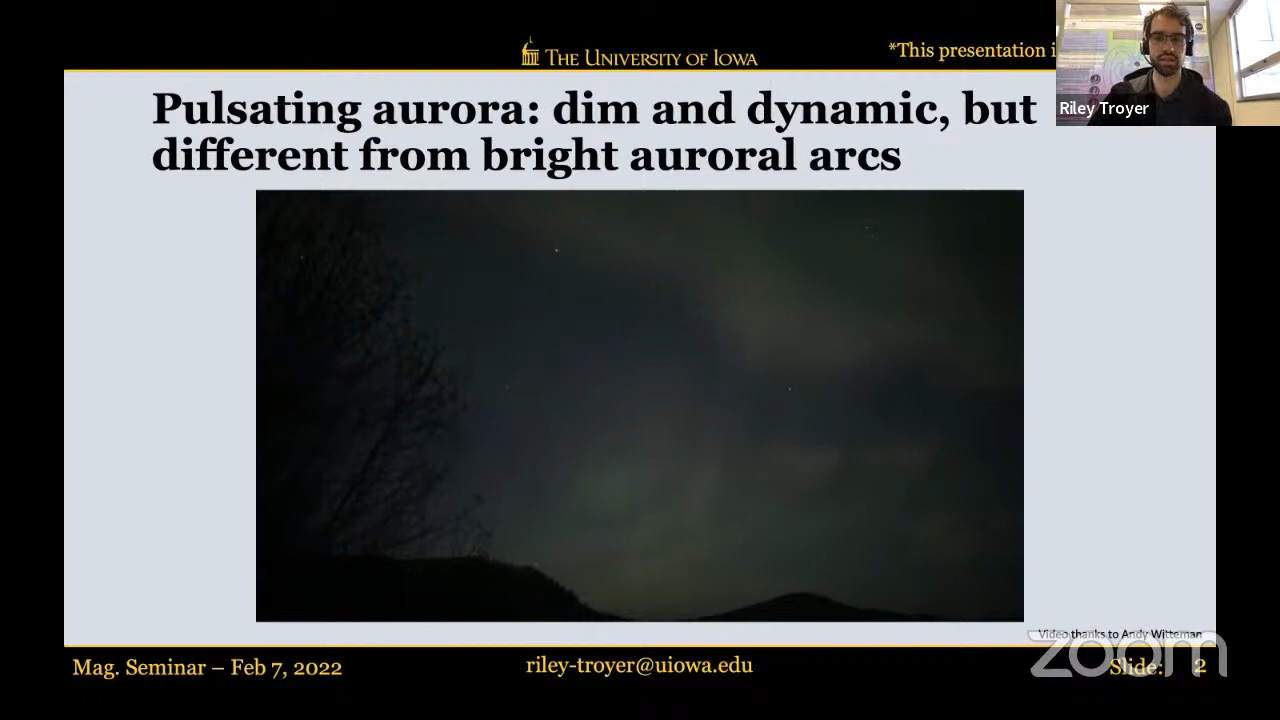 THE UNIVERSITY OF IOWA
*This presentation i
Riley Troyer
Pulsating aurora: dim and dynamic, but
different from bright auroral arcs
Video thanks to Andy Witteman
zoom
Mag. Seminar – Feb 7, 2022
riley-troyer@uiowa.edu
Slide: 2